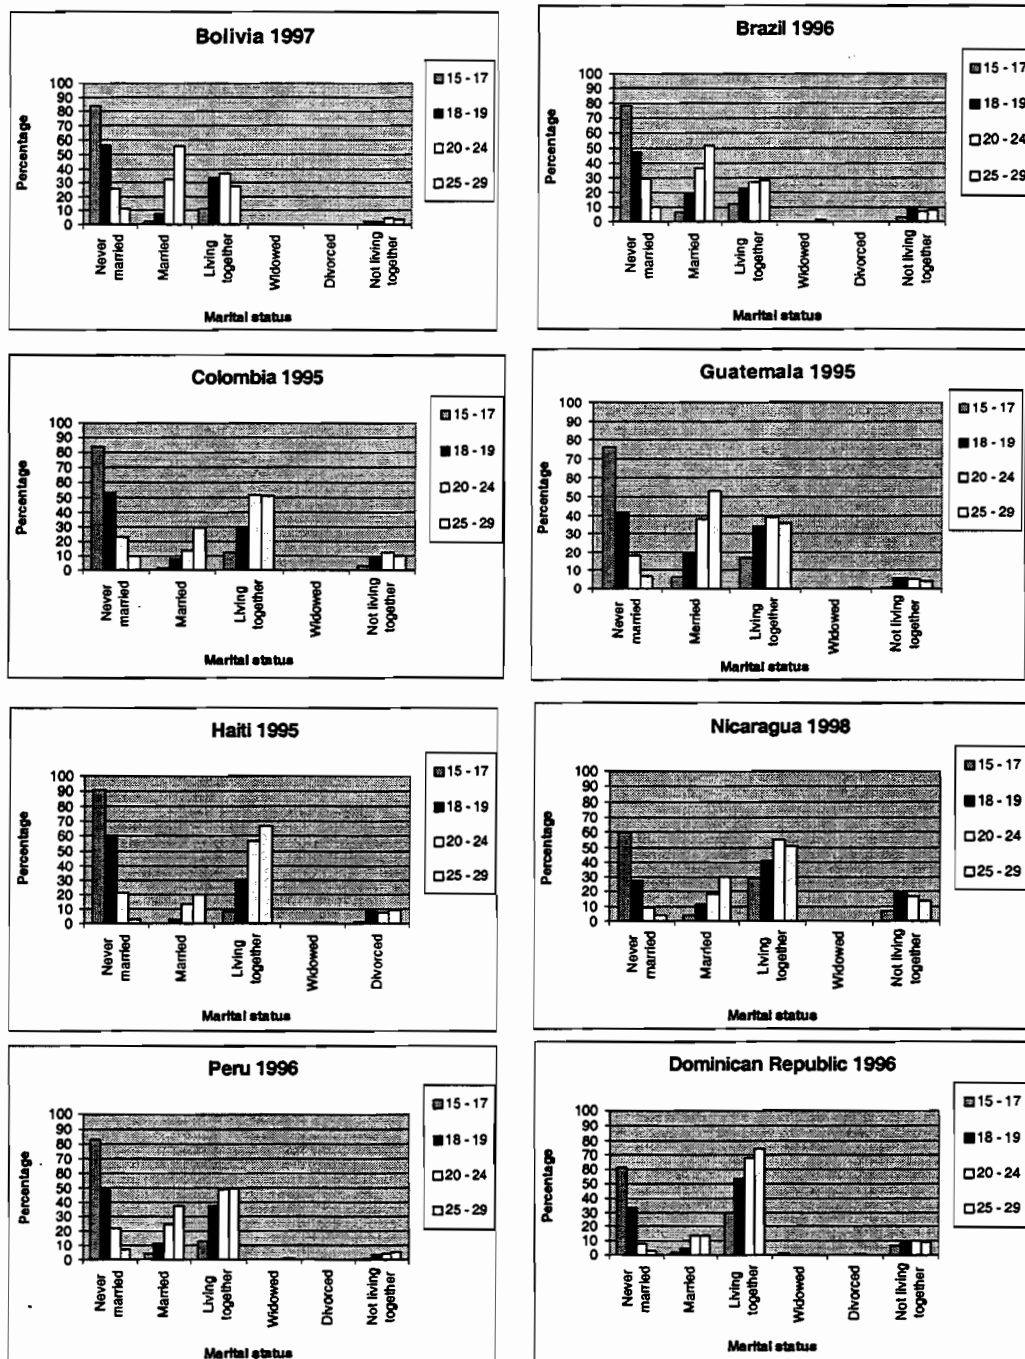 Bolivia 1997
Percentage
100
90
80
70
60
50
40
30
20
10
0
Never married
Married
Living together
Widowed
Divorced
Not living together
Marital status
15 - 17
18 - 19
20 - 24
25 - 29
Brazil 1996
Percentage
100
90
80
70
60
50
40
30
20
10
0
Never married
Married
Living together
Widowed
Divorced
Not living together
Marital status
15 - 17
18 - 19
20 - 24
25 - 29
Colombia 1995
Percentage
100
90
80
70
60
50
40
30
20
10
0
Never married
Married
Living together
Widowed
Not living together
Marital status
15 - 17
18 - 19
20 - 24
25 - 29
Guatemala 1995
Percentage
100
90
80
70
60
50
40
30
20
10
0
Never married
Married
Living together
Widowed
Not living together
Marital status
15 - 17
18 - 19
20 - 24
25 - 29
Haiti 1995
Percentage
100
90
80
70
60
50
40
30
20
10
0
Never married
Married
Living together
Widowed
Divorced
Marital status
15 - 17
18 - 19
20 - 24
25 - 29
Nicaragua 1998
Percentage
100
90
80
70
60
50
40
30
20
10
0
Never married
Married
Living together
Widowed
Not living together
Marital status
15 - 17
18 - 19
20 - 24
25 - 29
Peru 1996
Percentage
100
90
80
70
60
50
40
30
20
10
0
Never married
Married
Living together
Widowed
Divorced
Not living together
Marital status
15 - 17
18 - 19
20 - 24
25 - 29
Dominican Republic 1996
Percentage
100
90
80
70
60
50
40
30
20
10
0
Never married
Married
Living together
Widowed
Divorced
Not living together
Marital status
15 - 17
18 - 19
20 - 24
25 - 29